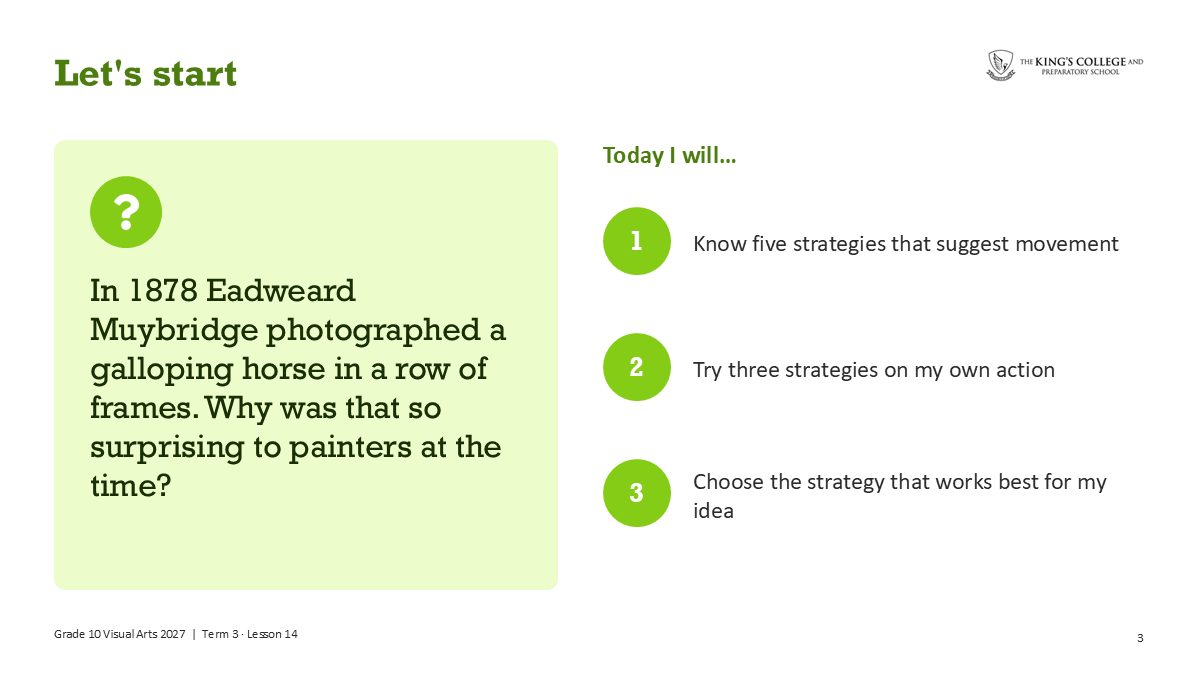 Let's start
THE KING'S COLLEGE AND
PREPARATORY SCHOOL
?
In 1878 Eadweard
Muybridge photographed a
galloping horse in a row of
frames. Why was that so
surprising to painters at the
time?
Today I will...
1
Know five strategies that suggest movement
2
Try three strategies on my own action
3
Choose the strategy that works best for my
idea
Grade 10 Visual Arts 2027 | Term 3 · Lesson 14
3